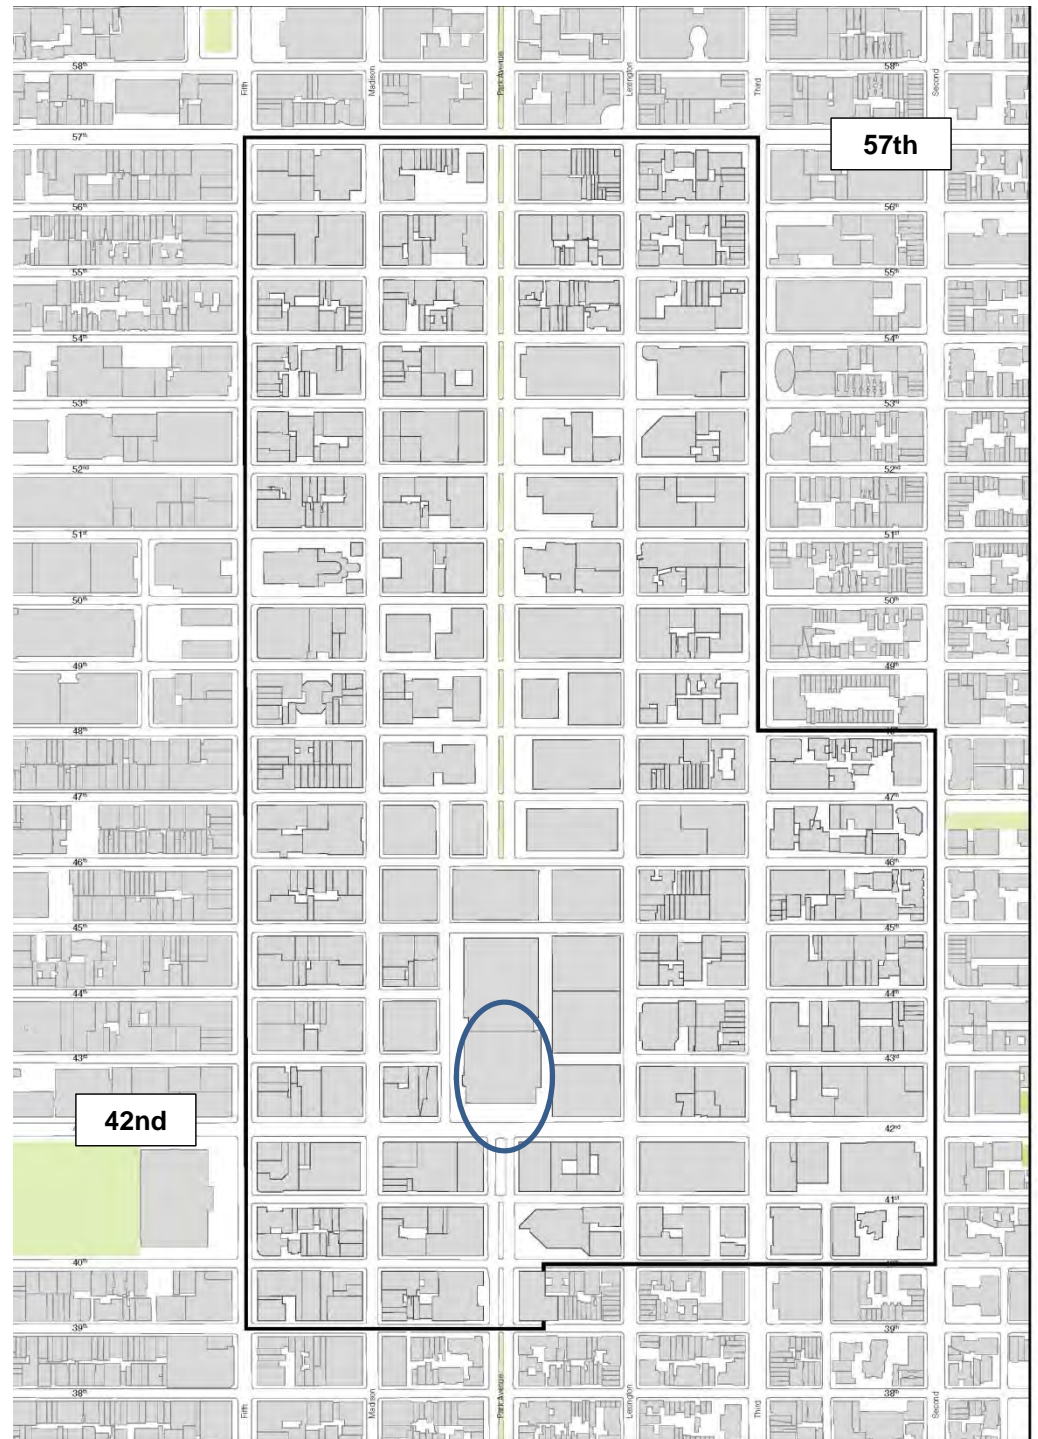 58th 58th
Fifth Madison Park Avenue Lexington Third Second
57th
57th
56th 56th
55th 55th
54th 54th
53rd 53rd
52nd 52nd
51st 51st
50th 50th
49th 49th
48th
47th 47th
46th 46th
45th 45th
44th 44th
43rd 43rd
42nd
42nd
41st
40th
39th 39th
38th 38th
Fifth Madison Park Avenue Lexington Third Second